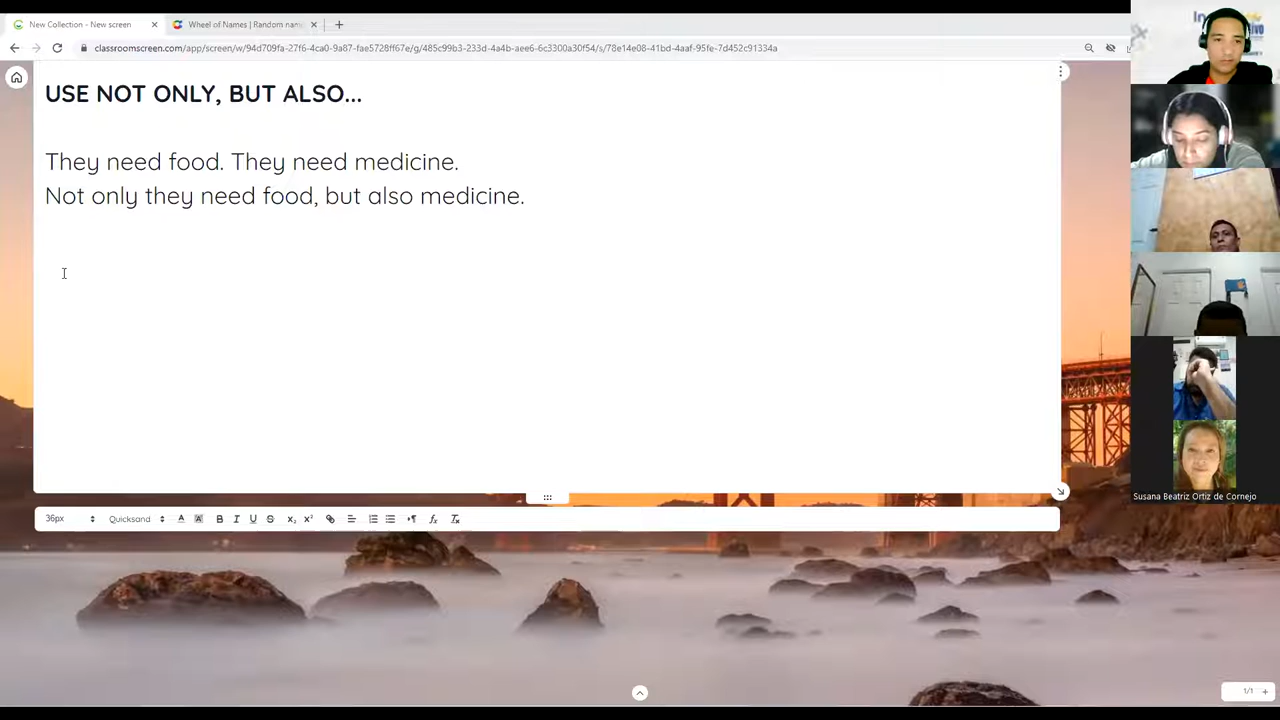 New Collection - New screen
Wheel of Names | Random nam
classroomscreen.com/app/screen/w/94d709fa-27f6-4ca0-9a87-fae5728ff67e/g/485c99b3-233d-4a4b-aee6-6c3300a30f54/s/78e14e08-41bd-4aaf-95fe-7d452c91334a
USE NOT ONLY, BUT ALSO...
They need food. They need medicine.
Not only they need food, but also medicine.
Susana Beatriz Ortiz de Cornejo
36px
Quicksand
1/1